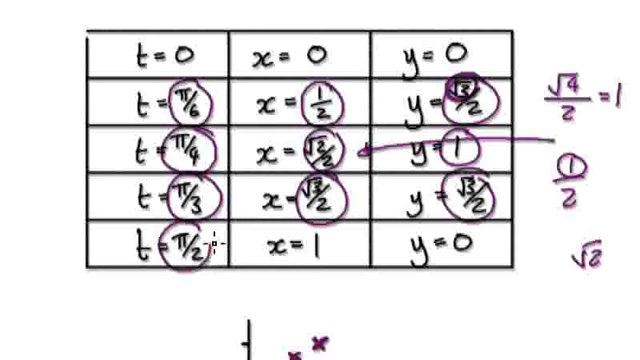 t = 0 x = 0 y = 0
t = π/6 x = 1/2 y = √3/2
t = π/4 x = √2/2 y = 1
t = π/3 x = √3/2 y = √3/2
t = π/2 x = 1 y = 0
√4/2 = 1
1/2
√2
x
x